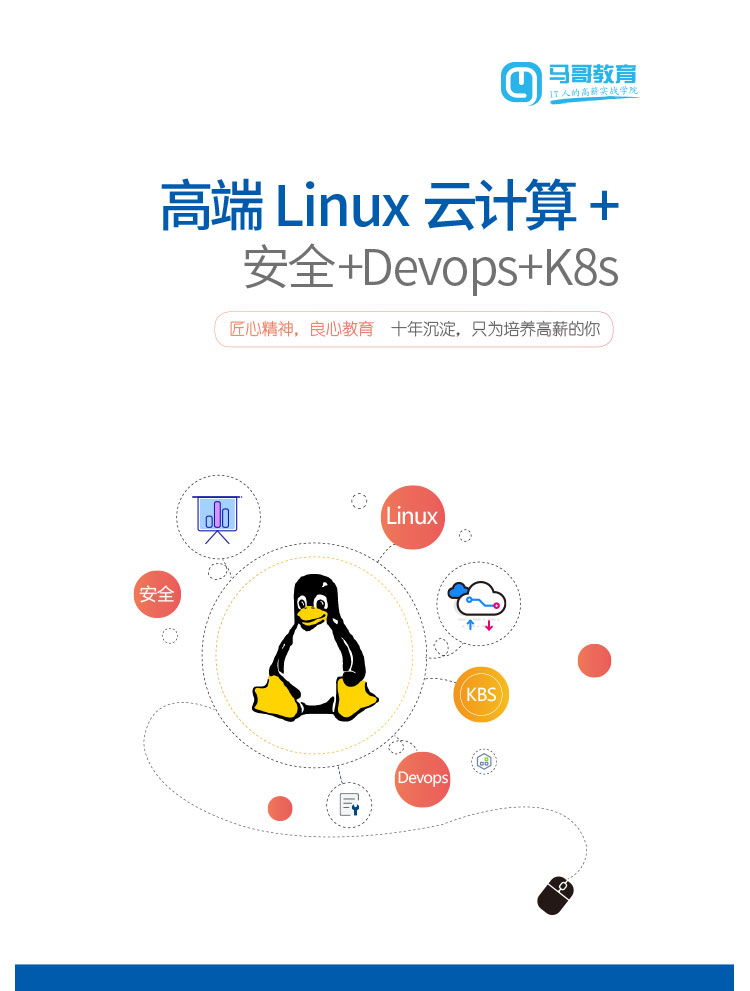 马哥教育
IT人的高薪实战学院
高端 Linux 云计算 +
安全+Devops+K8s
匠心精神，良心教育 十年沉淀，只为培养高薪的你
Linux
安全
KBS
Devops